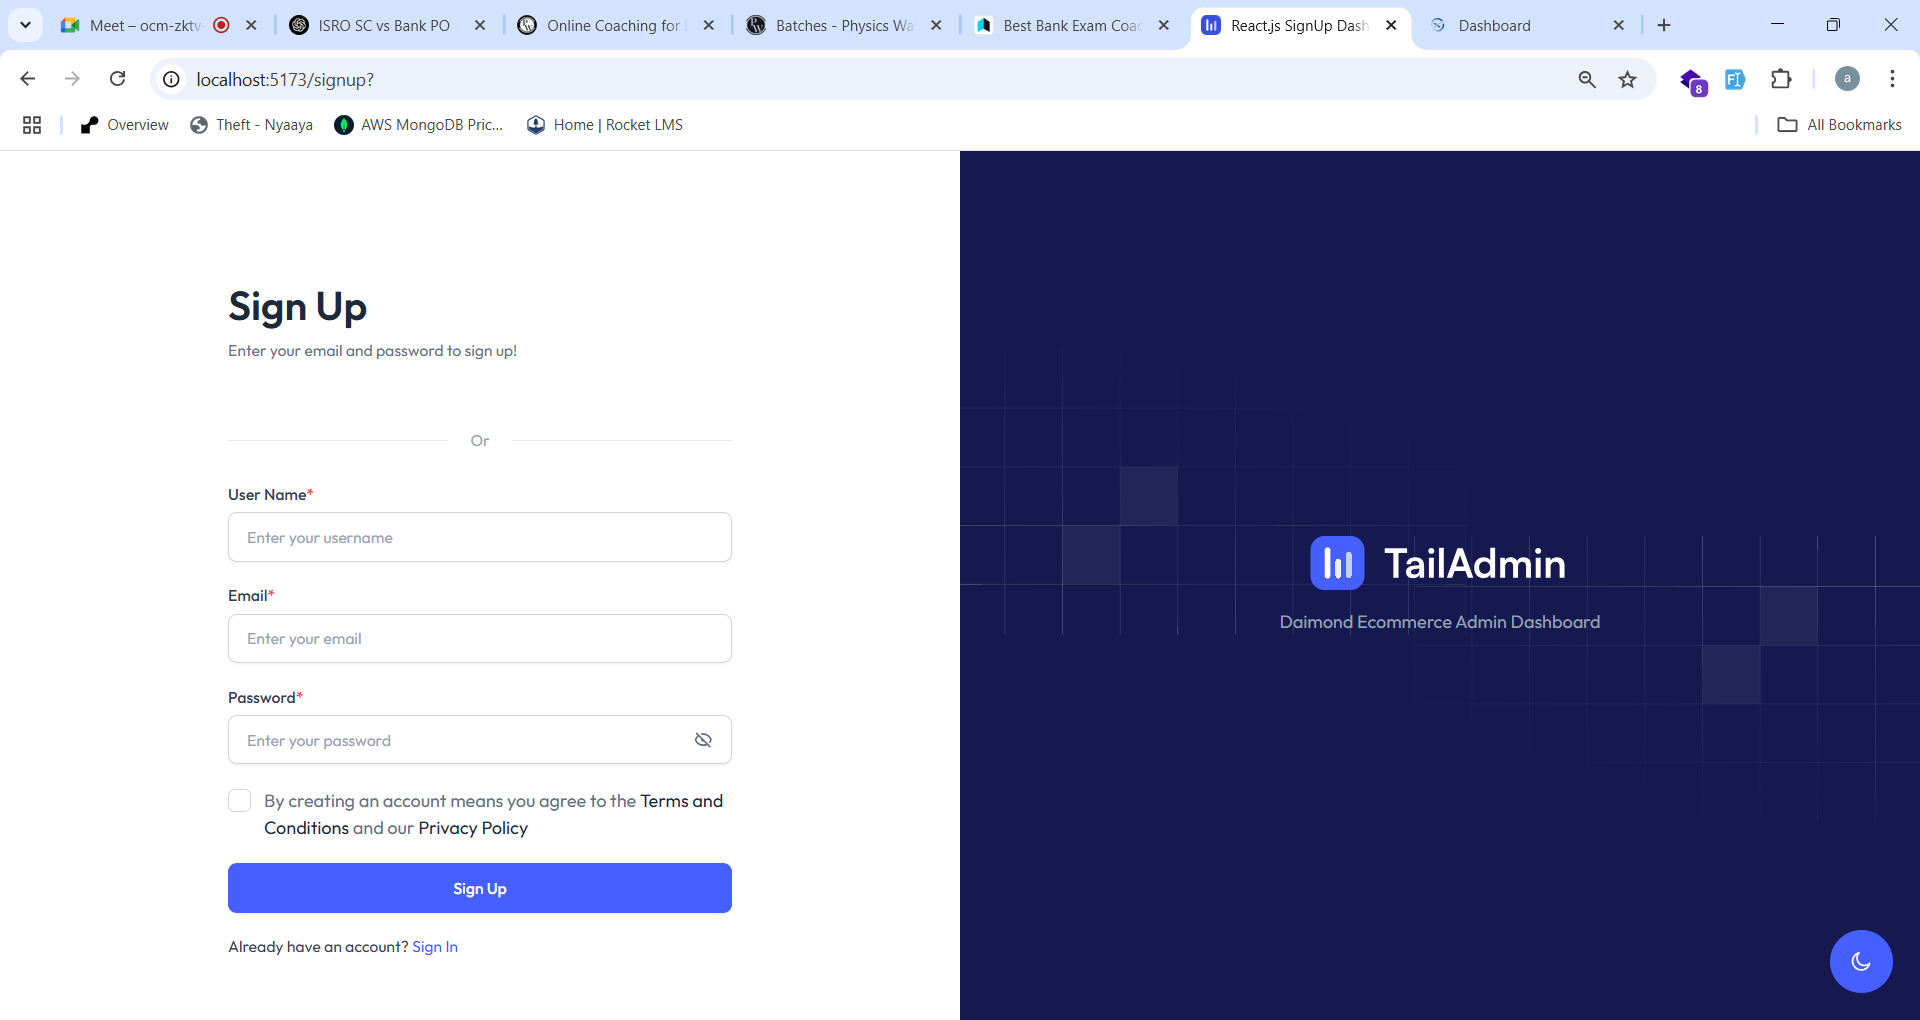 Meet – ocm-zktv-
ISRO SC vs Bank PO
Online Coaching for
Batches - Physics Wa
Best Bank Exam Coac
React.js SignUp Dash
Dashboard
localhost:5173/signup?
8
a
Overview
Theft - Nyaaya
AWS MongoDB Pric...
Home | Rocket LMS
All Bookmarks
Sign Up
Enter your email and password to sign up!
Or
User Name*
Enter your username
Email*
Enter your email
Password*
Enter your password
By creating an account means you agree to the Terms and
Conditions and our Privacy Policy
Sign Up
Already have an account? Sign In
TailAdmin
Daimond Ecommerce Admin Dashboard